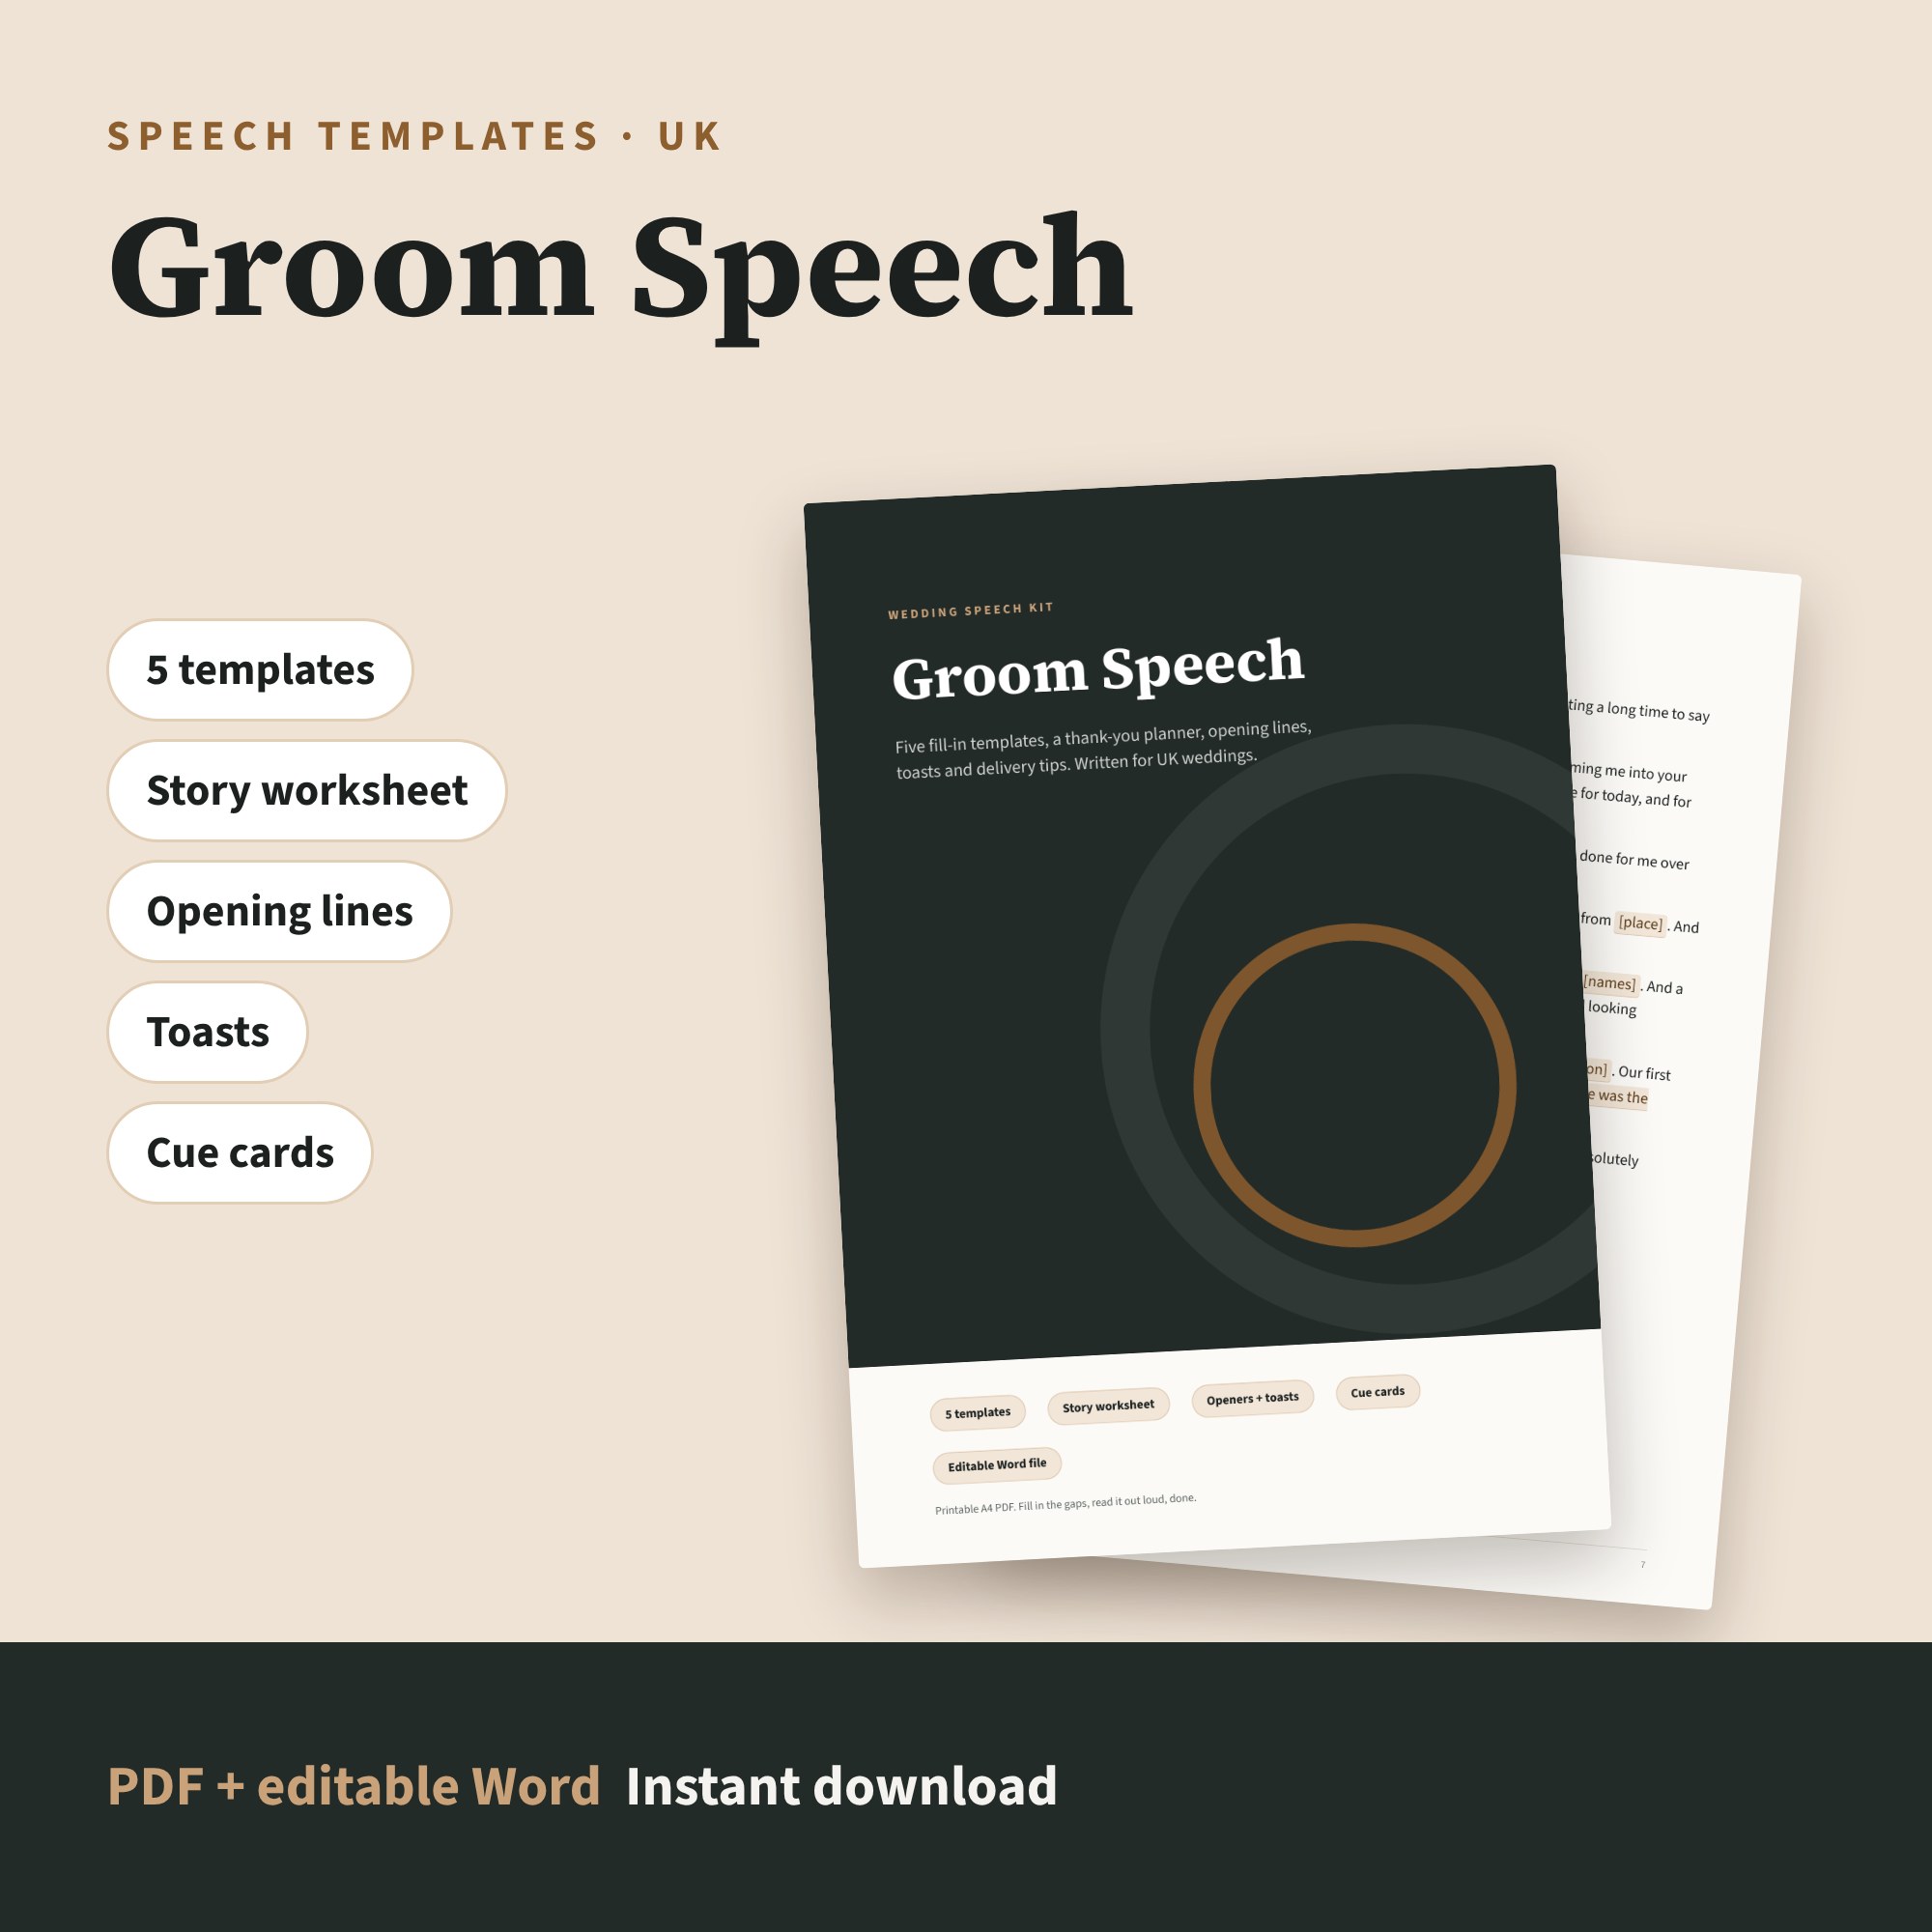 SPEECH TEMPLATES · UK
Groom Speech
5 templates
Story worksheet
Opening lines
Toasts
Cue cards
WEDDING SPEECH KIT
Groom Speech
Five fill-in templates, a thank-you planner, opening lines,
toasts and delivery tips. Written for UK weddings.
5 templates
Story worksheet
Openers + toasts
Cue cards
Editable Word file
Printable A4 PDF. Fill in the gaps, read it out loud, done.
a long time to say
me into your
for today, and for
done for me over
from [place]. And
[names]. And a
looking
. Our first
was the
7
PDF + editable Word Instant download